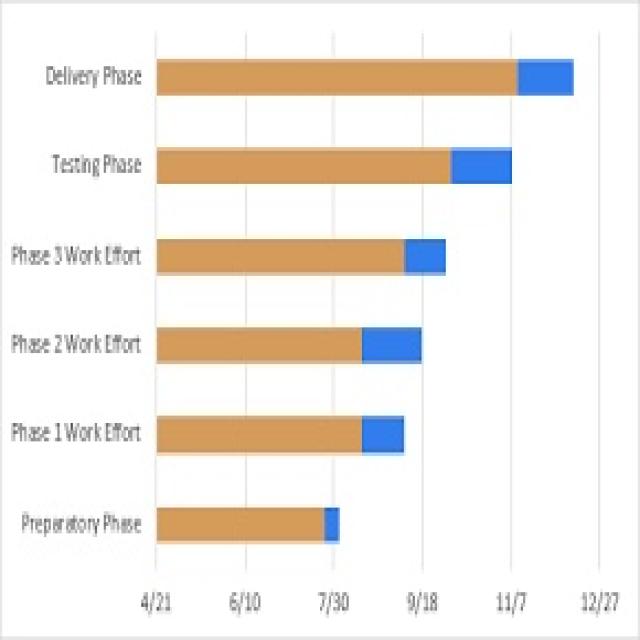 Delivery Phase
Testing Phase
Phase 3 Work Effort
Phase 2 Work Effort
Phase 1 Work Effort
Preparatory Phase
4/21 6/10 7/30 9/18 11/7 12/27